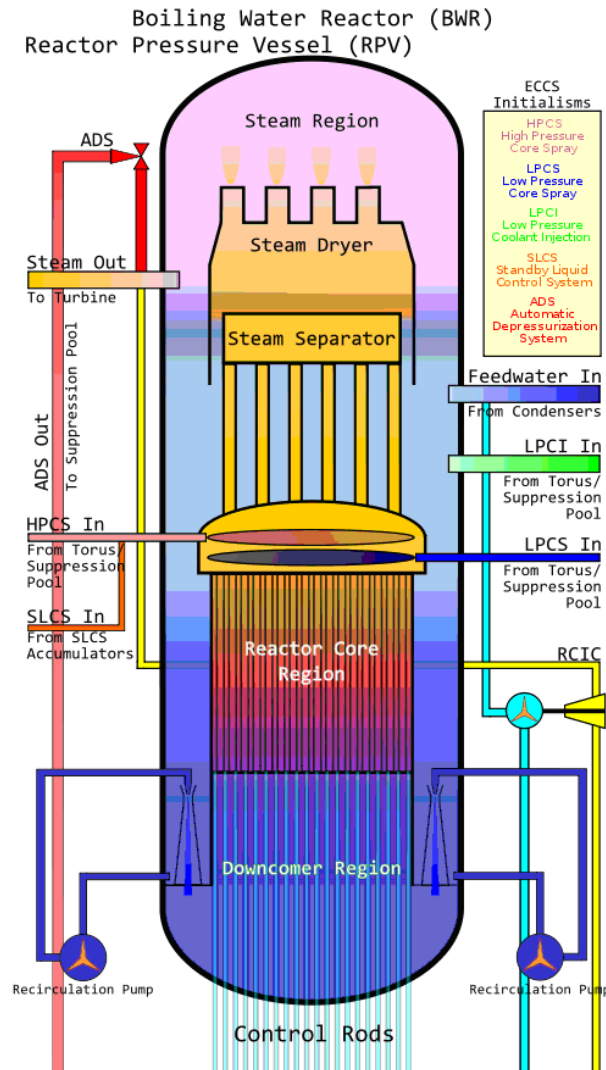 Boiling Water Reactor (BWR)
Reactor Pressure Vessel (RPV)
ECCS
Initialisms
HPCS
High Pressure
Core Spray
LPCS
Low Pressure
Core Spray
LPCI
Low Pressure
Coolant Injection
SLCS
Standby Liquid
Control System
ADS
Automatic
Depressurization
System
Steam Region
ADS
Steam Dryer
Steam Out
To Turbine
Steam Separator
ADS Out
To Suppression Pool
Feedwater In
From Condensers
LPCI In
From Torus/
Suppression
Pool
HPCS In
From Torus/
Suppression
Pool
LPCS In
From Torus/
Suppression
Pool
SLCS In
From SLCS
Accumulators
Reactor Core
Region
RCIC
Downcomer Region
Recirculation Pump
Recirculation Pump
Control Rods